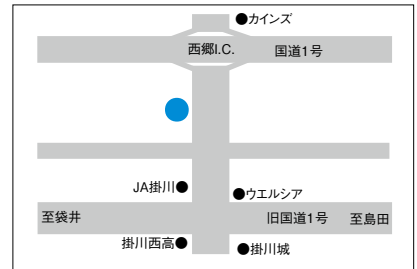 ●カインズ
西郷I.C.
国道1号
JA掛川●
●ウエルシア
至袋井
旧国道1号
至島田
掛川西高●
●掛川城